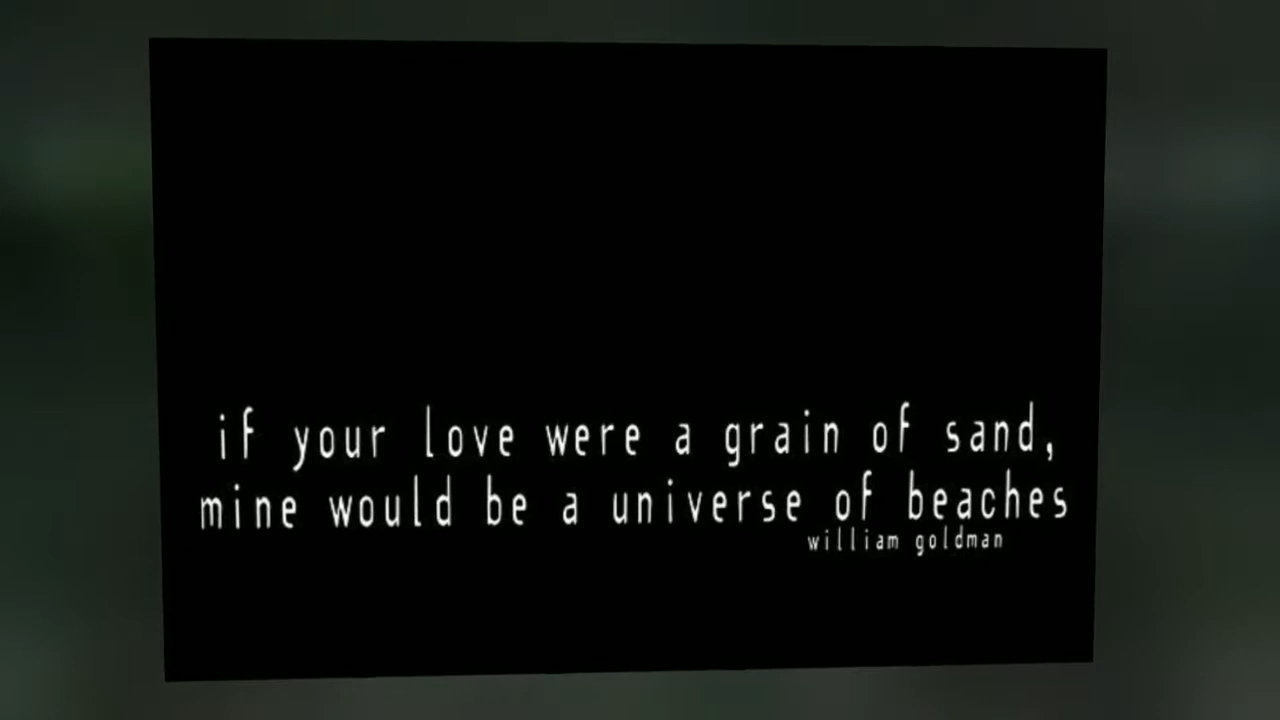 if your love were a grain of sand,
mine would be a universe of beaches
william goldman